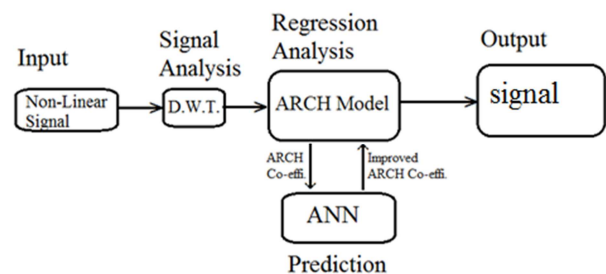 Input
Non-Linear
Signal
Signal
Analysis
D.W.T.
Regression
Analysis
ARCH Model
Output
signal
ARCH
Co-effi.
Improved
ARCH Co-effi.
ANN
Prediction